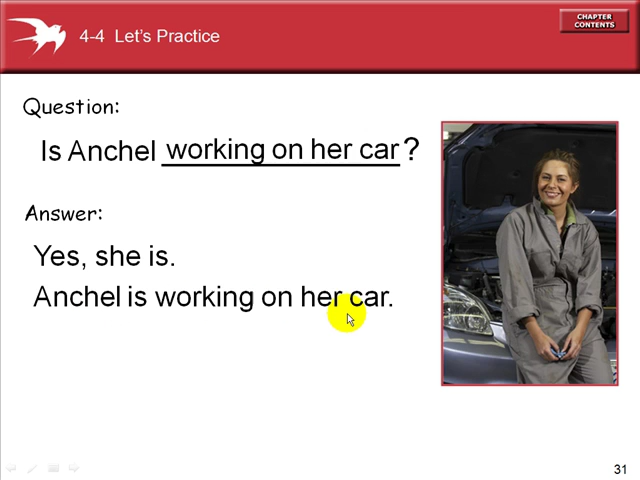 4-4 Let's Practice
CHAPTER
CONTENTS
Question:
Is Anchel working on her car?
Answer:
Yes, she is.
Anchel is working on her car.
31